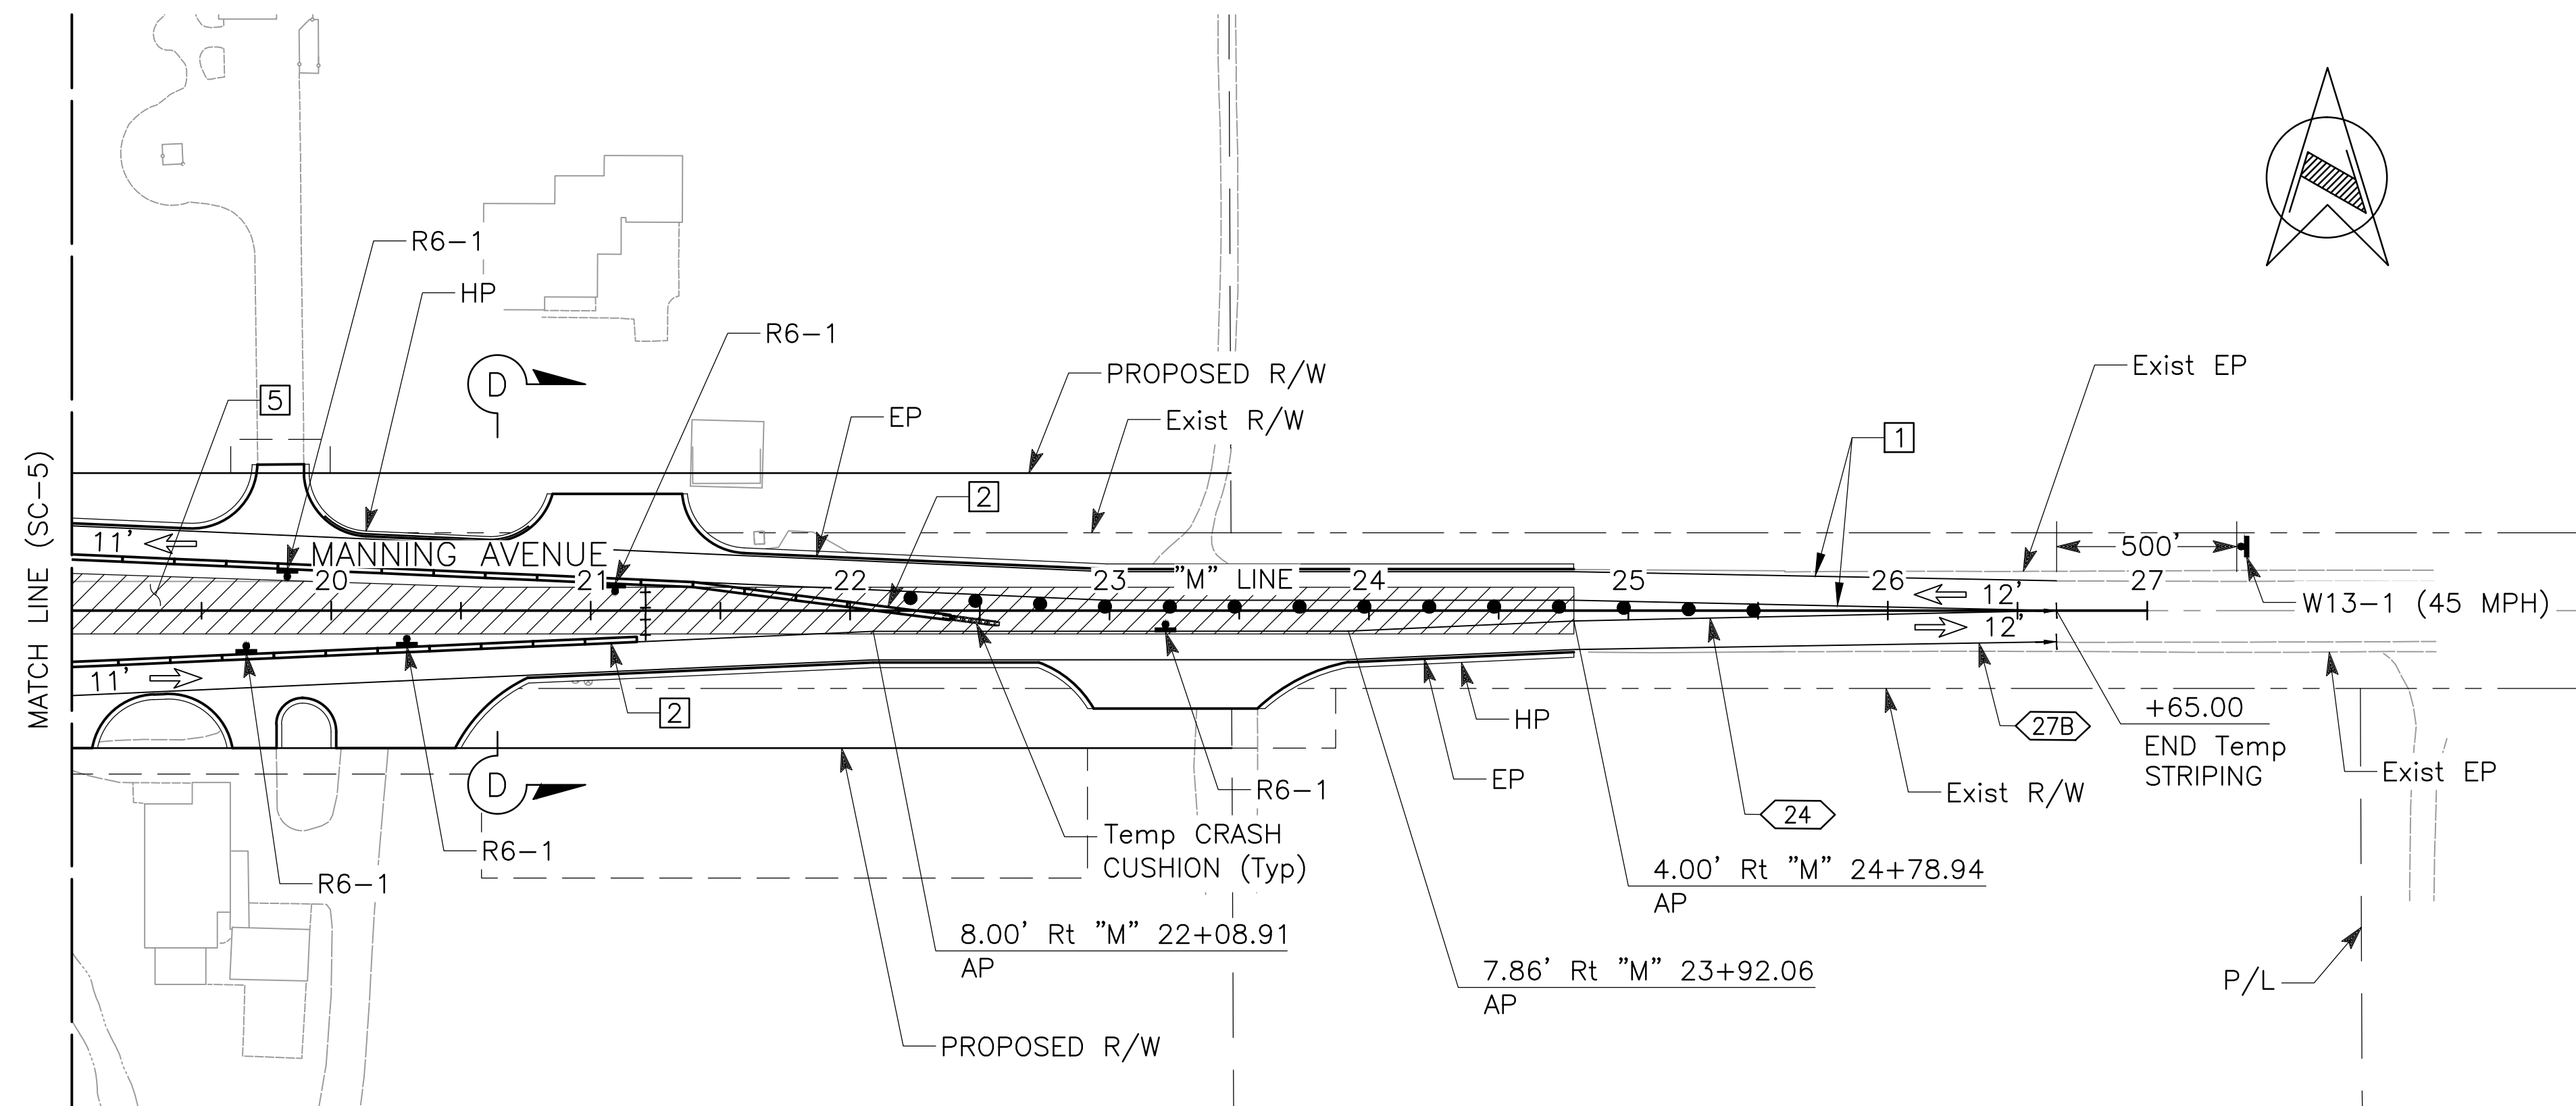 R6-1
HP
R6-1
PROPOSED R/W
Exist EP
5
D
EP
Exist R/W
1
2
MATCH LINE (SC-5)
11'
MANNING AVENUE
500'
20
21
22
23
"M" LINE
24
25
26
12'
27
W13-1 (45 MPH)
12'
11'
2
HP
27B
+65.00
END Temp
STRIPING
D
EP
R6-1
Exist R/W
Exist EP
24
Temp CRASH
CUSHION (Typ)
R6-1
R6-1
4.00' Rt "M" 24+78.94
AP
8.00' Rt "M" 22+08.91
AP
7.86' Rt "M" 23+92.06
AP
P/L
PROPOSED R/W